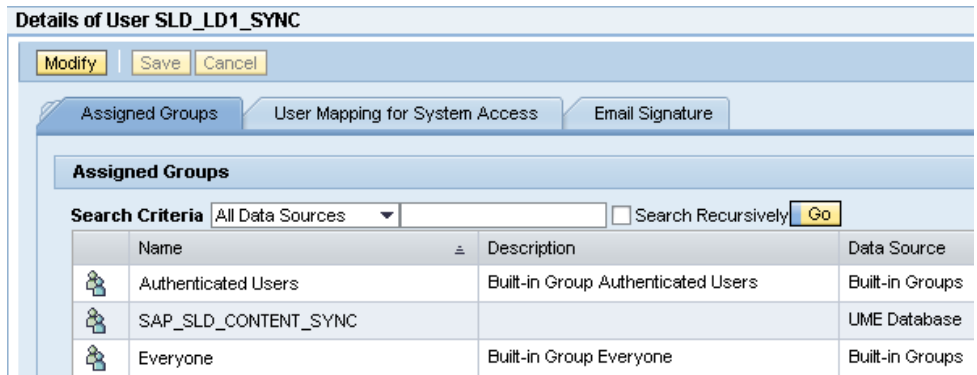 Details of User SLD_LD1_SYNC
Modify Save Cancel
Assigned Groups User Mapping for System Access Email Signature
Assigned Groups
Search Criteria All Data Sources Search Recursively Go
Name Description Data Source
Authenticated Users Built-in Group Authenticated Users Built-in Groups
SAP_SLD_CONTENT_SYNC UME Database
Everyone Built-in Group Everyone Built-in Groups